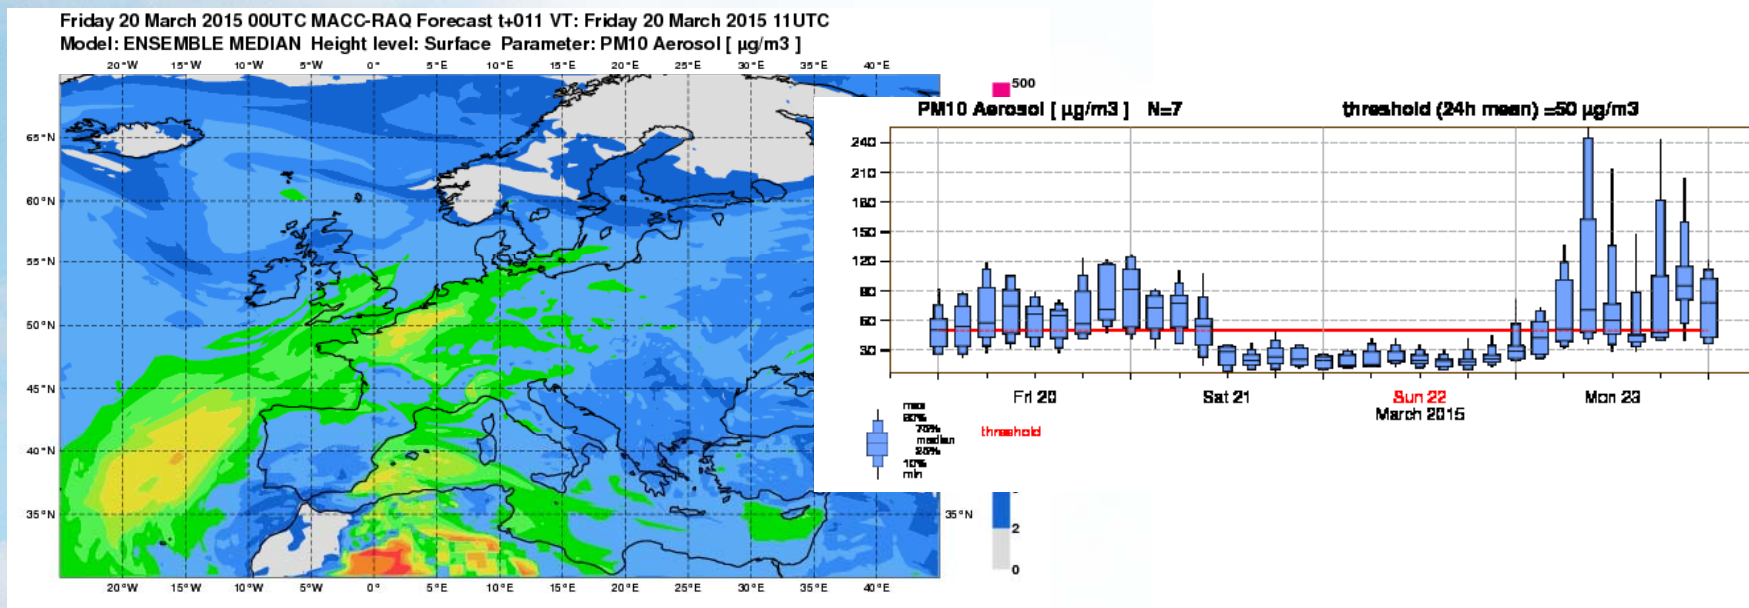 Friday 20 March 2015 00UTC MACC-RAQ Forecast t+011 VT: Friday 20 March 2015 11UTC
Model: ENSEMBLE MEDIAN Height level: Surface Parameter: PM10 Aerosol [ µg/m3 ]
20°W 15°W 10°W 5°W 0° 5°E 10°E 15°E 20°E 25°E 30°E 35°E 40°E
65°N
60°N
55°N
50°N
45°N
40°N
35°N
35°N
20°W 15°W 10°W 5°W 0° 5°E 10°E 15°E 20°E 25°E 30°E 35°E 40°E
500
2
0
PM10 Aerosol [ µg/m3 ] N=7 threshold (24h mean) =50 µg/m3
240
210
180
150
120
90
60
30
Fri 20 Sat 21 Sun 22 Mon 23
March 2015
max
90%
75%
median
25%
10%
min
threshold